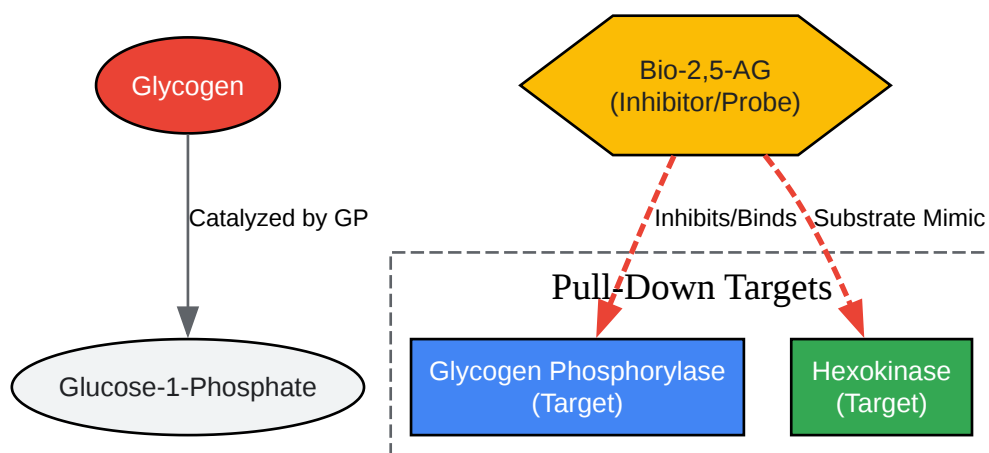 Glycogen
Bio-2,5-AG
(Inhibitor/Probe)
Catalyzed by GP
Inhibits/Binds
Substrate Mimic
Pull-Down Targets
Glucose-1-Phosphate
Glycogen Phosphorylase
(Target)
Hexokinase
(Target)